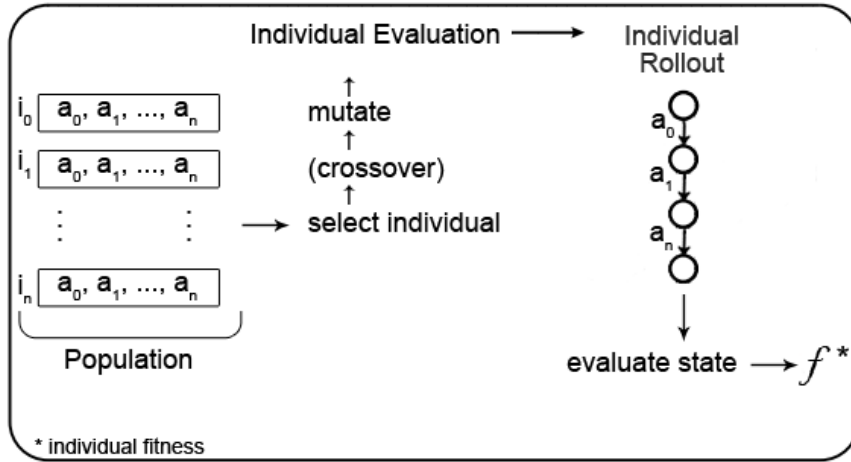 Individual Evaluation
Individual
Rollout
i0 a0, a1, ..., an
i1 a0, a1, ..., an
in a0, a1, ..., an
Population
select individual
(crossover)
mutate
a0
a1
an
evaluate state
f *
* individual fitness